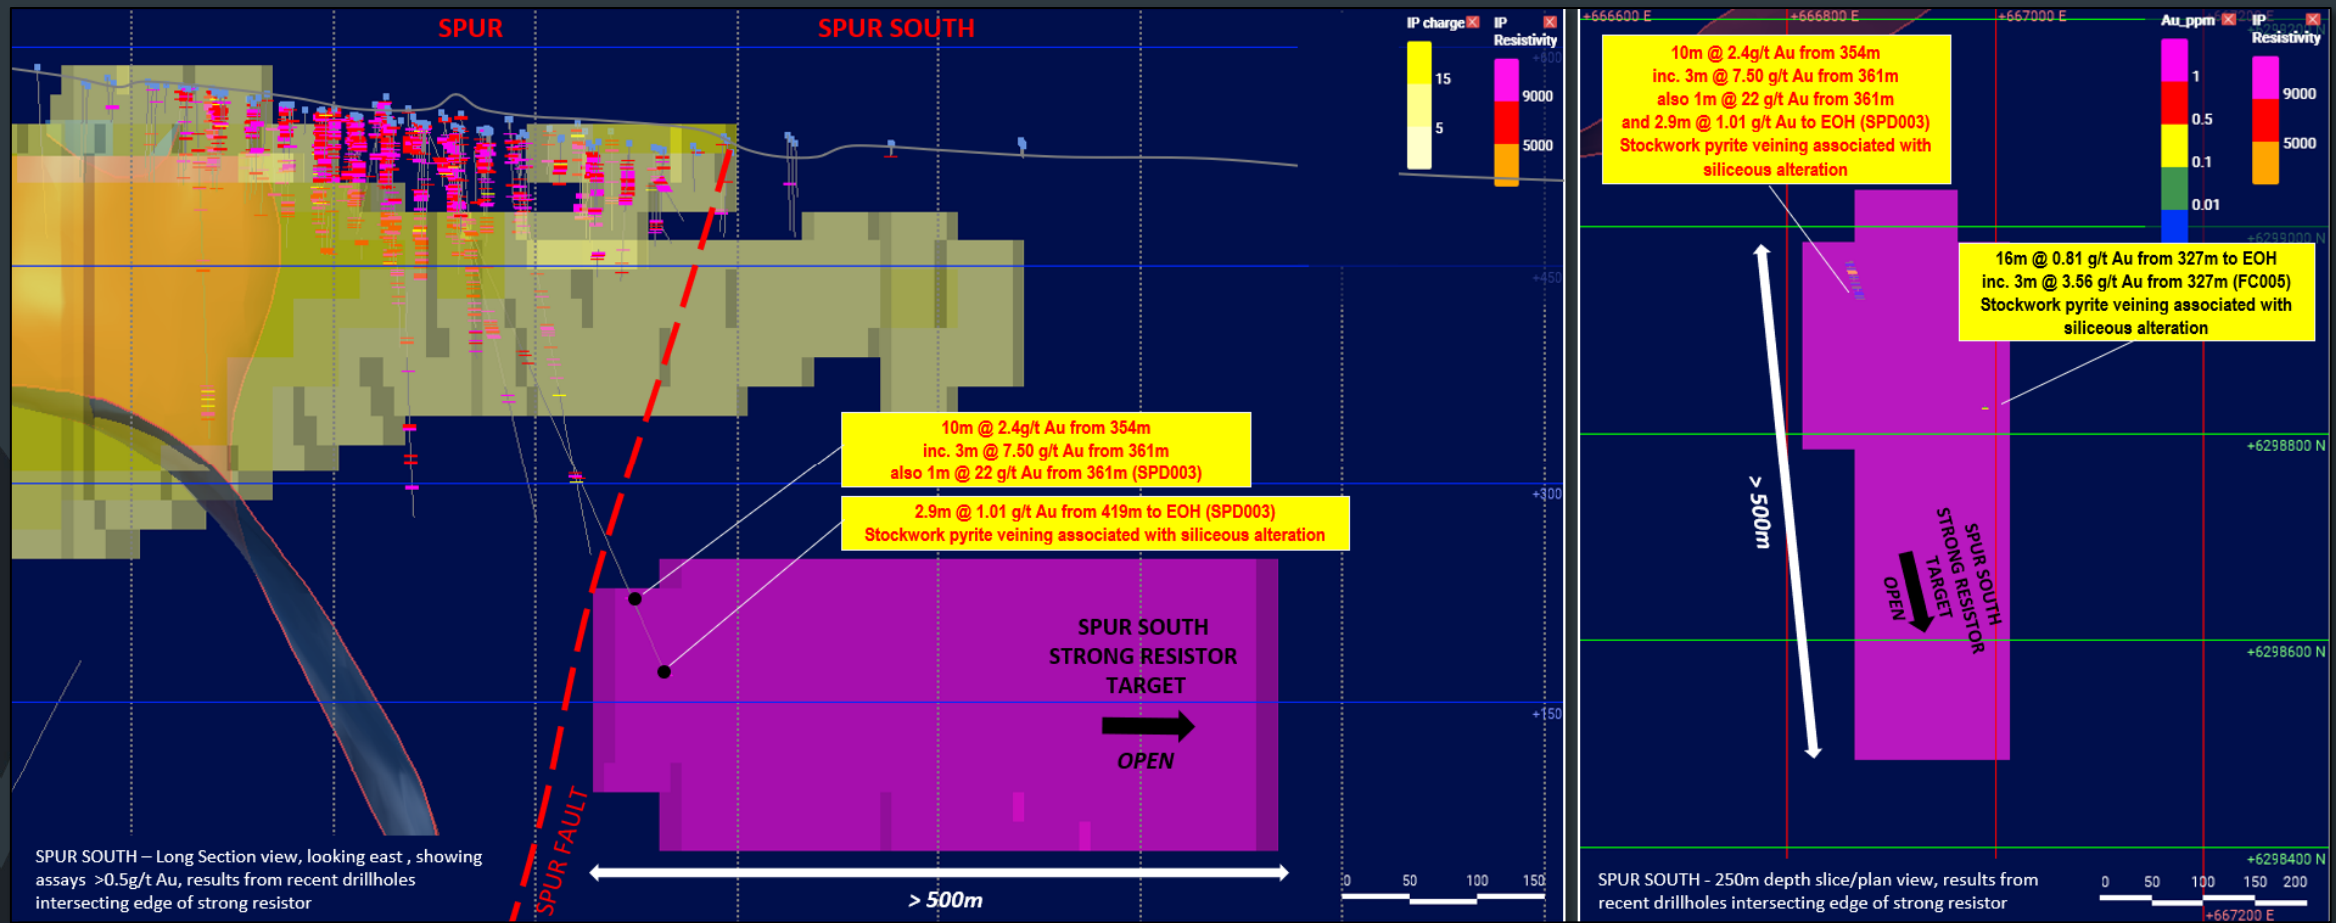 SPUR
SPUR SOUTH
IP charge
15
5
IP
Resistivity
9000
5000
+450
+300
+150
10m @ 2.4g/t Au from 354m
inc. 3m @ 7.50 g/t Au from 361m
also 1m @ 22 g/t Au from 361m (SPD003)
2.9m @ 1.01 g/t Au from 419m to EOH (SPD003)
Stockwork pyrite veining associated with siliceous alteration
SPUR SOUTH
STRONG RESISTOR
TARGET
OPEN
SPUR FAULT
> 500m
0 50 100 150
SPUR SOUTH – Long Section view, looking east , showing
assays >0.5g/t Au, results from recent drillholes
intersecting edge of strong resistor
+666600 E
+666800 E
+667000 E
Au_ppm
1
0.5
0.1
0.01
IP
Resistivity
9000
5000
10m @ 2.4g/t Au from 354m
inc. 3m @ 7.50 g/t Au from 361m
also 1m @ 22 g/t Au from 361m
and 2.9m @ 1.01 g/t Au to EOH (SPD003)
Stockwork pyrite veining associated with
siliceous alteration
+6299000 N
16m @ 0.81 g/t Au from 327m to EOH
inc. 3m @ 3.56 g/t Au from 327m (FC005)
Stockwork pyrite veining associated with
siliceous alteration
+6298800 N
> 500m
SPUR SOUTH
STRONG RESISTOR
TARGET
OPEN
+6298600 N
+6298400 N
SPUR SOUTH - 250m depth slice/plan view, results from
recent drillholes intersecting edge of strong resistor
0 50 100 150 200
+667200 E